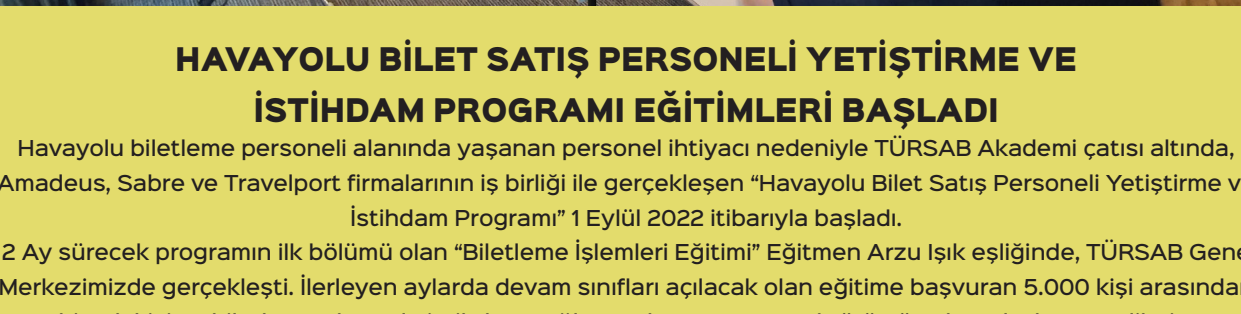 HAVAYOLU BİLET SATIŞ PERSONELİ YETİŞTİRME VE
İSTİHDAM PROGRAMI EĞİTİMLERİ BAŞLADI
Havayolu biletleme personeli alanında yaşanan personel ihtiyacı nedeniyle TÜRSAB Akademi çatısı altında,
Amadeus, Sabre ve Travelport firmalarının iş birliği ile gerçekleşen “Havayolu Bilet Satış Personeli Yetiştirme v
İstihdam Programı” 1 Eylül 2022 itibarıyla başladı.
2 Ay sürecek programın ilk bölümü olan “Biletleme İşlemleri Eğitimi” Eğitmen Arzu Işık eşliğinde, TÜRSAB Gene
Merkezimizde gerçekleşti. İlerleyen aylarda devam sınıfları açılacak olan eğitime başvuran 5.000 kişi arasından